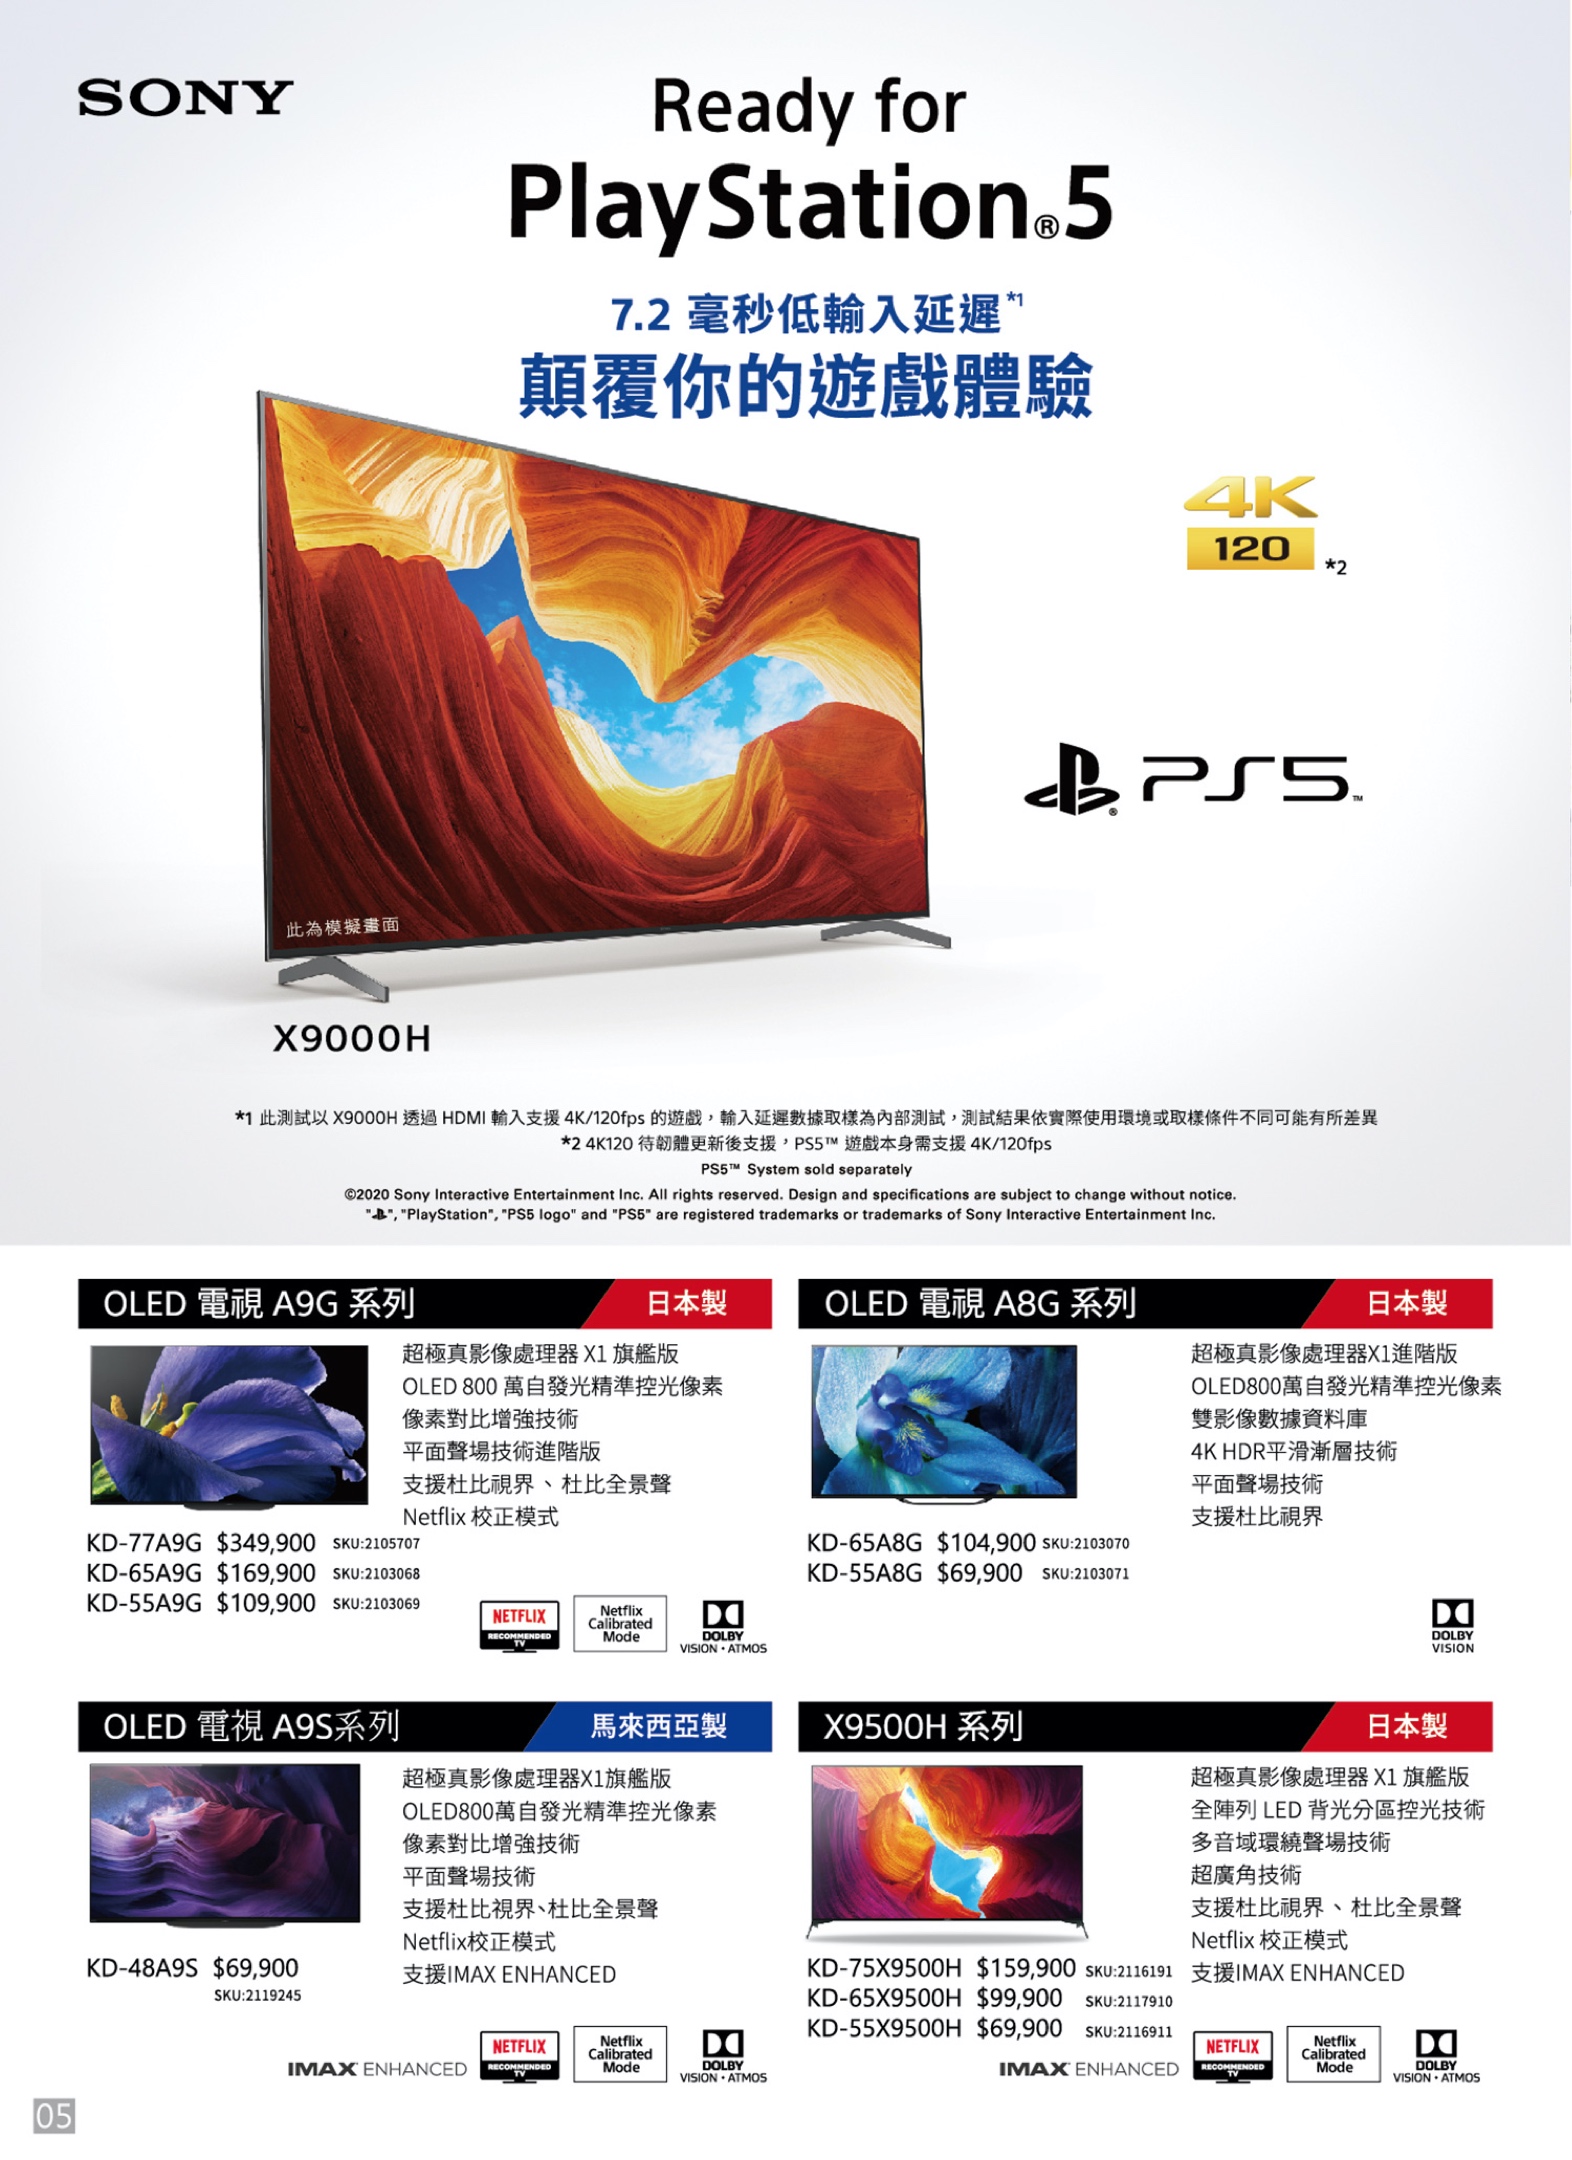 SONY
Ready for
PlayStation®5
7.2 毫秒低輸入延遲*1
顛覆你的遊戲體驗
4K
120 *2
PS5™
此為模擬畫面
X9000H
*1 此測試以 X9000H 透過 HDMI 輸入支援 4K/120fps 的遊戲，輸入延遲數據取樣為內部測試，測試結果依實際使用環境或取樣條件不同可能有所差異
*2 4K120 待韌體更新後支援，PS5™ 遊戲本身需支援 4K/120fps
PS5™ System sold separately
©2020 Sony Interactive Entertainment Inc. All rights reserved. Design and specifications are subject to change without notice.
"", "PlayStation", "PS5 logo" and "PS5" are registered trademarks or trademarks of Sony Interactive Entertainment Inc.
OLED 電視 A9G 系列 日本製
超極真影像處理器 X1 旗艦版
OLED 800 萬自發光精準控光像素
像素對比增強技術
平面聲場技術進階版
支援杜比視界、杜比全景聲
Netflix 校正模式
KD-77A9G $349,900 SKU:2105707
KD-65A9G $169,900 SKU:2103068
KD-55A9G $109,900 SKU:2103069
NETFLIX
RECOMMENDED
TV
Netflix
Calibrated
Mode
DOLBY
VISION·ATMOS
OLED 電視 A8G 系列 日本製
超極真影像處理器X1進階版
OLED800萬自發光精準控光像素
雙影像數據資料庫
4K HDR平滑漸層技術
平面聲場技術
支援杜比視界
KD-65A8G $104,900 SKU:2103070
KD-55A8G $69,900 SKU:2103071
DOLBY
VISION
OLED 電視 A9S系列 馬來西亞製
超極真影像處理器X1旗艦版
OLED800萬自發光精準控光像素
像素對比增強技術
平面聲場技術
支援杜比視界、杜比全景聲
Netflix校正模式
支援IMAX ENHANCED
KD-48A9S $69,900
SKU:2119245
IMAX ENHANCED
NETFLIX
RECOMMENDED
TV
Netflix
Calibrated
Mode
DOLBY
VISION·ATMOS
X9500H 系列 日本製
超極真影像處理器 X1 旗艦版
全陣列 LED 背光分區控光技術
多音域環繞聲場技術
超廣角技術
支援杜比視界、杜比全景聲
Netflix 校正模式
支援IMAX ENHANCED
KD-75X9500H $159,900 SKU:2116191
KD-65X9500H $99,900 SKU:2117910
KD-55X9500H $69,900 SKU:2116911
IMAX ENHANCED
NETFLIX
RECOMMENDED
TV
Netflix
Calibrated
Mode
DOLBY
VISION·ATMOS
05